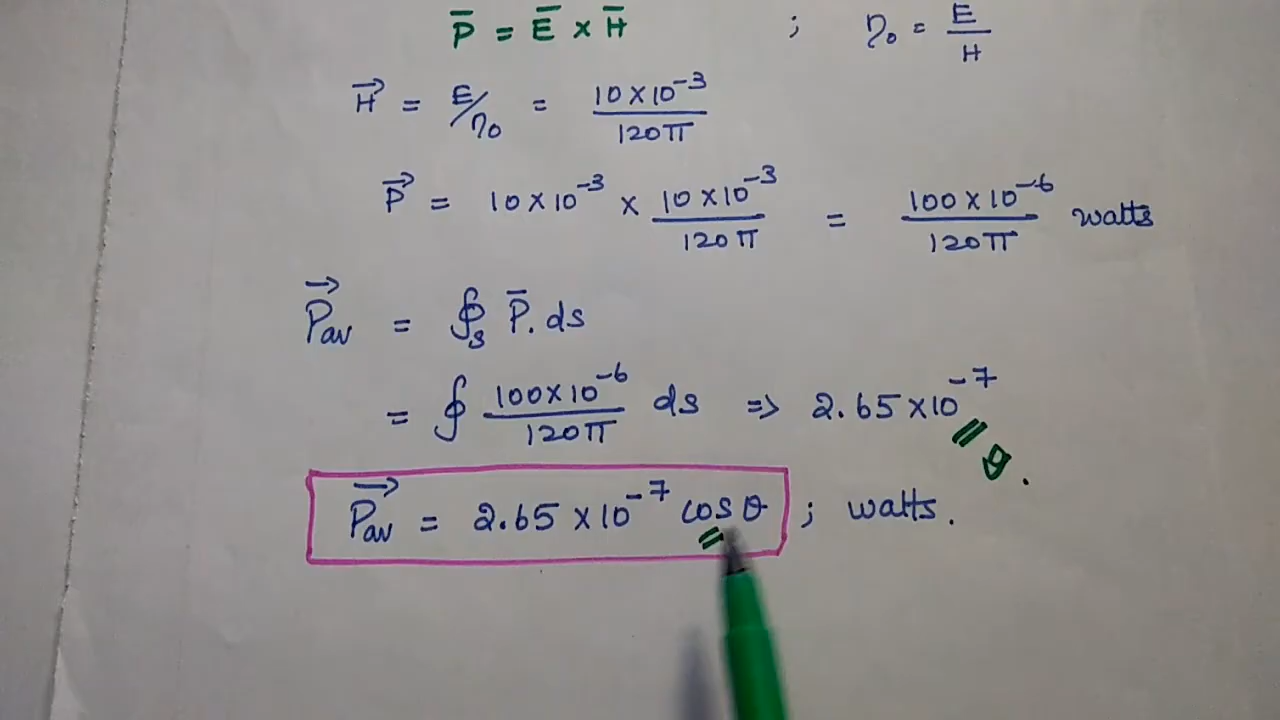 P̄ = Ē × H̄ ; η₀ = E/H
H⃗ = E/η₀ = 10×10⁻³/120π
P⃗ = 10×10⁻³ × 10×10⁻³/120π = 100×10⁻⁶/120π watts
P⃗av = ∮s P̄. ds
= ∮ 100×10⁻⁶/120π ds ⇒ 2.65×10⁻⁷
P⃗av = 2.65×10⁻⁷ cosθ ; watts.